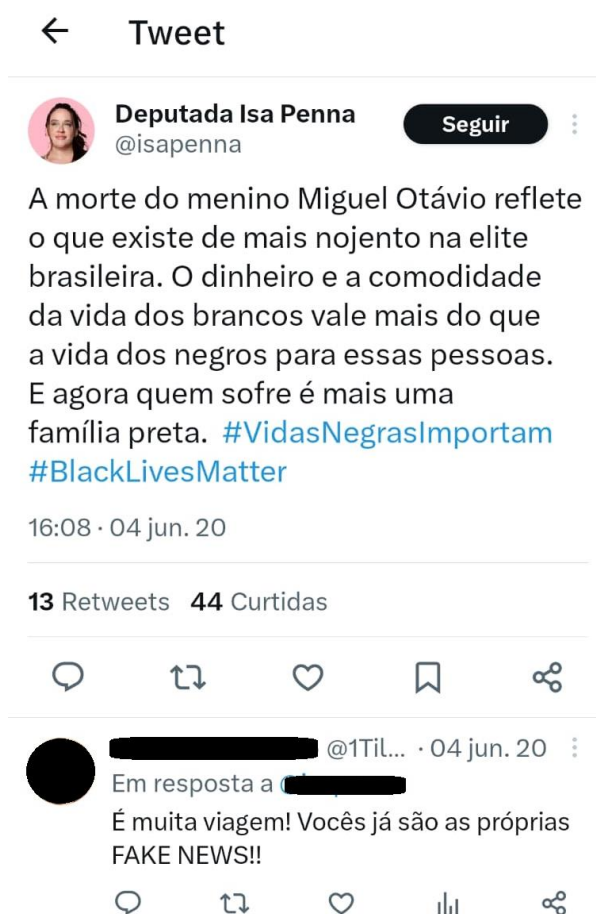 Tweet
Deputada Isa Penna
Seguir
@isapenna
A morte do menino Miguel Otávio reflete
o que existe de mais nojento na elite
brasileira. O dinheiro e a comodidade
da vida dos brancos vale mais do que
a vida dos negros para essas pessoas.
E agora quem sofre é mais uma
família preta. #VidasNegrasImportam
#BlackLivesMatter
16:08 · 04 jun. 20
13 Retweets 44 Curtidas
@1Til... · 04 jun. 20
Em resposta a
É muita viagem! Vocês já são as próprias
FAKE NEWS!!